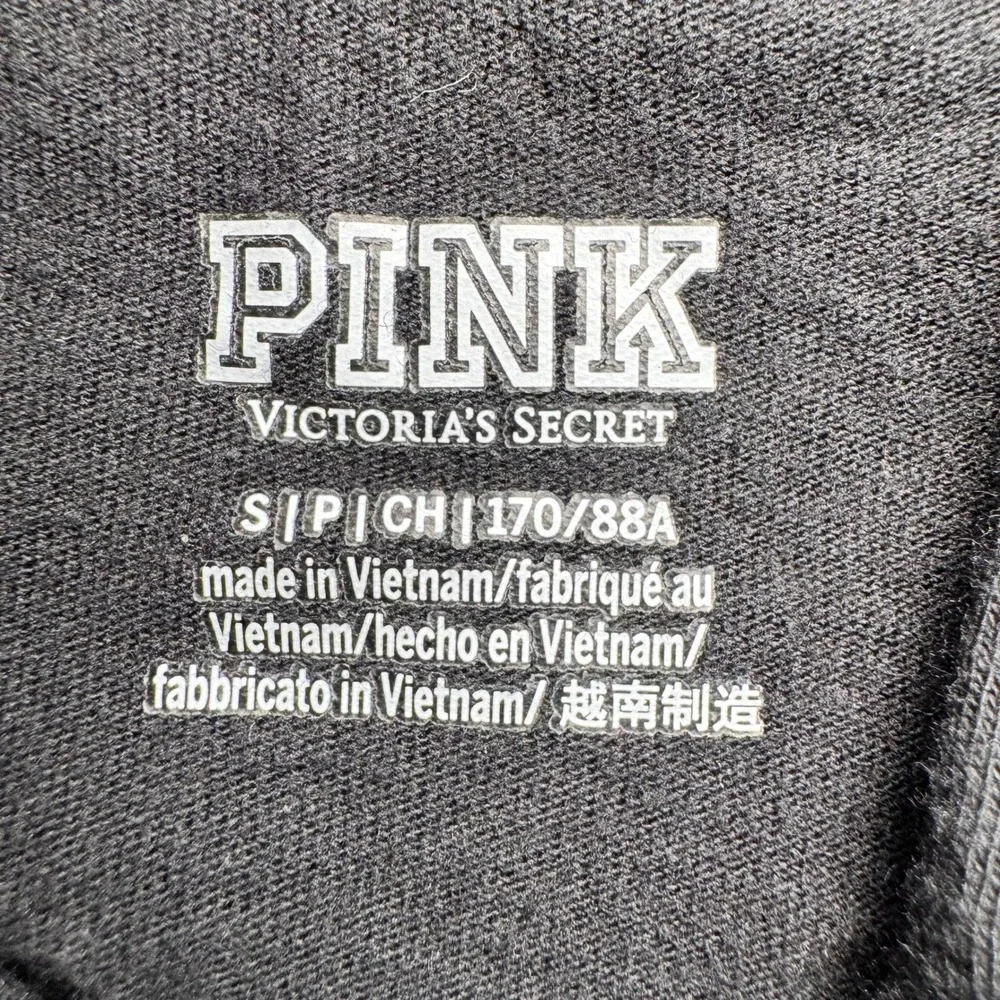 PINK
VICTORIA'S SECRET
S | P | CH | 170/88A
made in Vietnam/fabriqué au
Vietnam/hecho en Vietnam/
fabbricato in Vietnam/ 越南制造